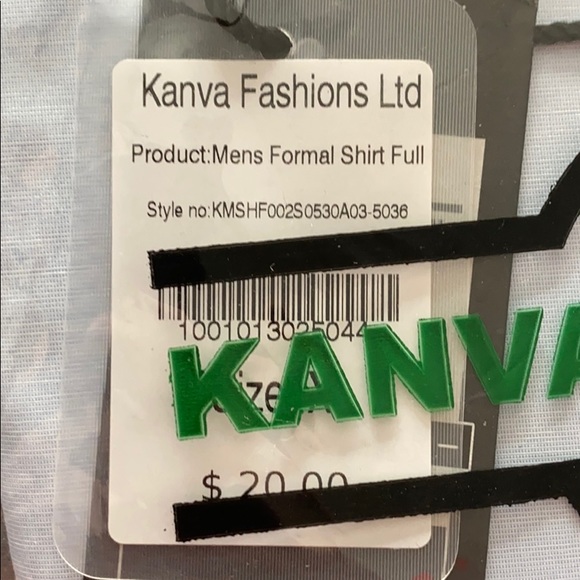 Kanva Fashions Ltd
Product:Mens Formal Shirt Full
Style no:KMSHF002S0530A03-5036
1001013025044
KANVA
$ 20.00